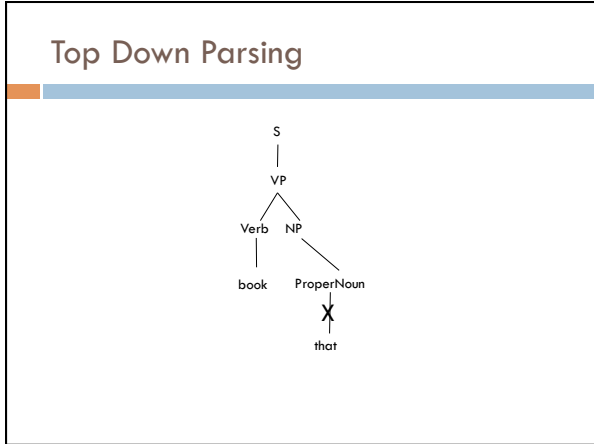 Top Down Parsing
S
VP
Verb NP
book ProperNoun
X
that